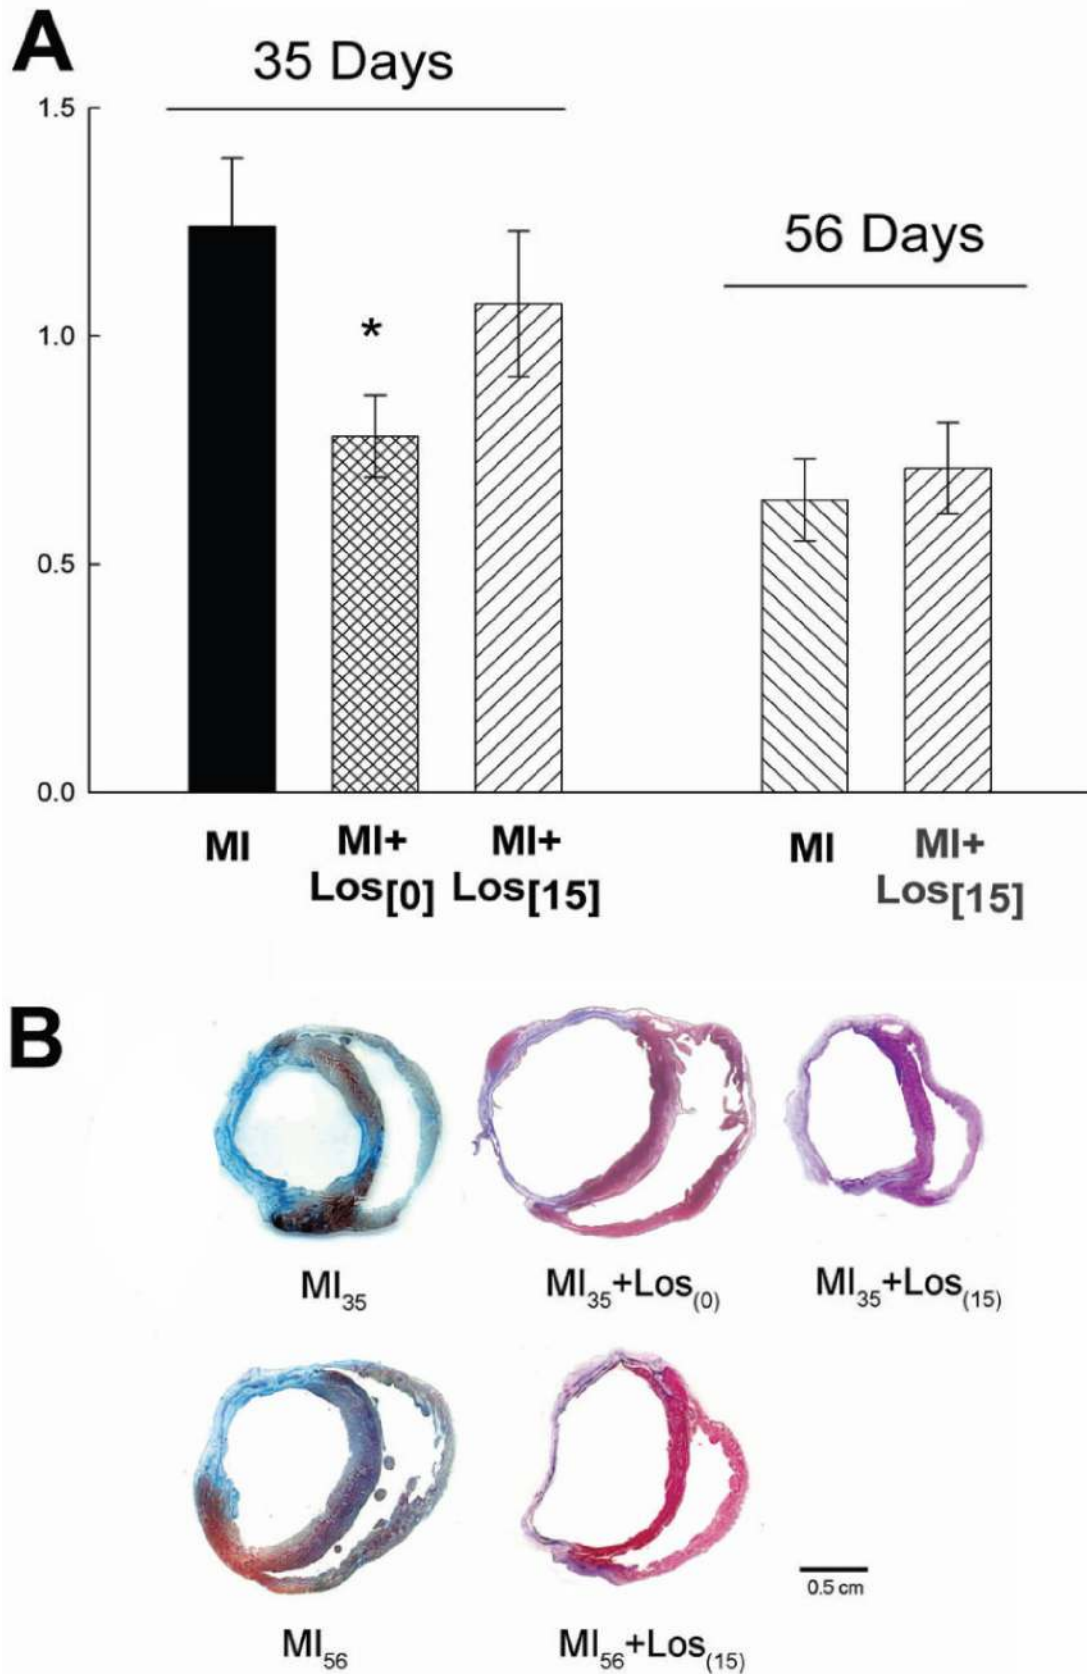 A
35 Days
1.5
56 Days
*
1.0
0.5
0.0
MI MI+ MI+ MI MI+
Los[0] Los[15] Los[15]
B
MI35 MI35+Los(0) MI35+Los(15)
0.5 cm
MI56 MI56+Los(15)